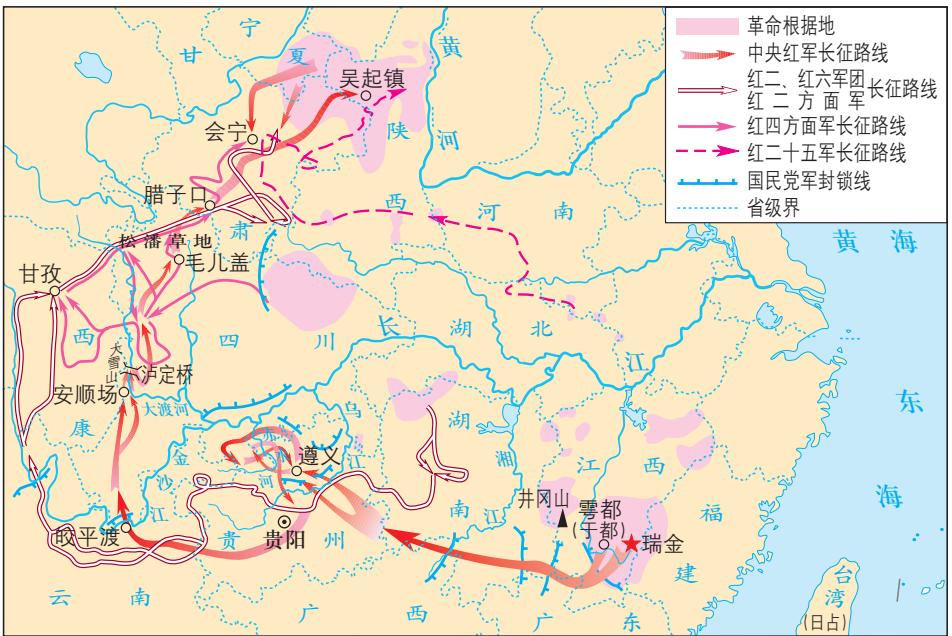 革命根据地
中央红军长征路线
红二、红六军团
红二方面军
长征路线
红四方面军长征路线
红二十五军长征路线
国民党军封锁线
省级界
甘
宁
夏
黄
河
吴起镇
陕
西
会宁
腊子口
肃
河
南
松潘草地
毛儿盖
甘孜
黄海
西
康
四
川
长
江
湖
北
大雪山
泸定桥
安顺场
大渡河
东
海
金
沙
江
赤
水
河
遵义
乌
江
湖
南
湘
江
江
西
井冈山
雩都
(于都)
瑞金
福
建
皎平渡
贵
州
贵阳
云
南
广
西
广
东
台
湾
(日占)